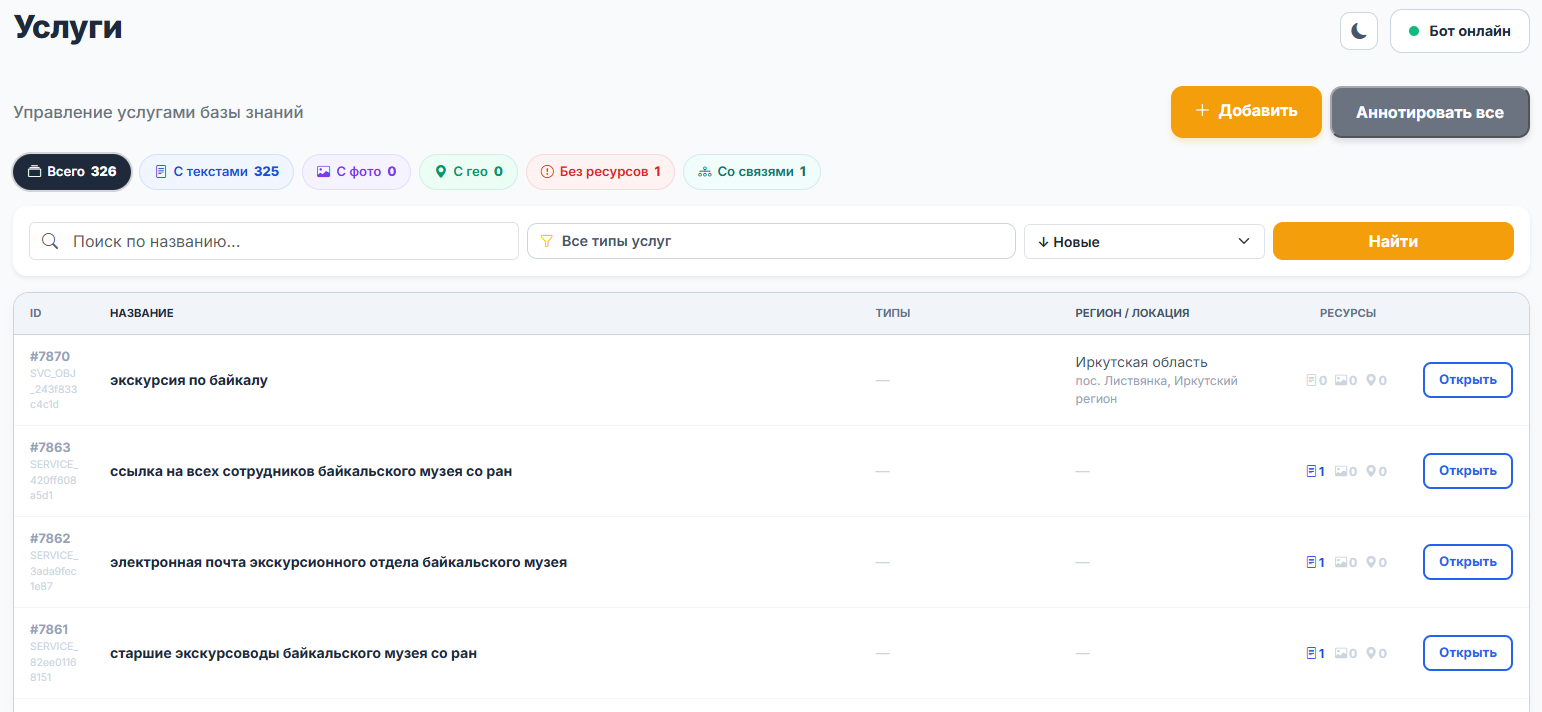 Услуги
Бот онлайн
Управление услугами базы знаний
+ Добавить
Аннотировать все
Всего 326
С текстами 325
С фото 0
С гео 0
Без ресурсов 1
Со связями 1
Поиск по названию...
Все типы услуг
↓ Новые
Найти
ID НАЗВАНИЕ ТИПЫ РЕГИОН / ЛОКАЦИЯ РЕСУРСЫ
#7870
SVC_OBJ
_243f833
c4c1d
экскурсия по байкалу
—
Иркутская область
пос. Листвянка, Иркутский
регион
0 0 0
Открыть
#7863
SERVICE_
420ff608
a5d1
ссылка на всех сотрудников байкальского музея со ран
—
—
1 0 0
Открыть
#7862
SERVICE_
3ada9fec
1e87
электронная почта экскурсионного отдела байкальского музея
—
—
1 0 0
Открыть
#7861
SERVICE_
82ee0116
8151
старшие экскурсоводы байкальского музея со ран
—
—
1 0 0
Открыть